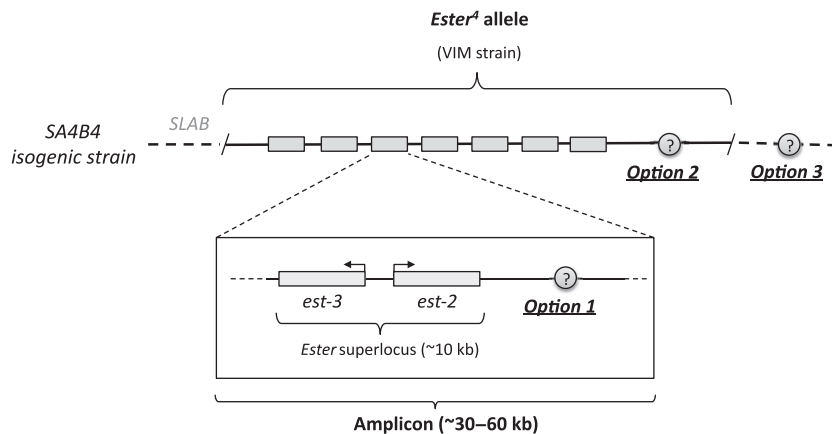 Ester⁴ allele
(VIM strain)
SA4B4
isogenic strain
SLAB
?
?
Option 2
Option 3
?
est-3
est-2
Option 1
Ester superlocus (~10 kb)
Amplicon (~30–60 kb)